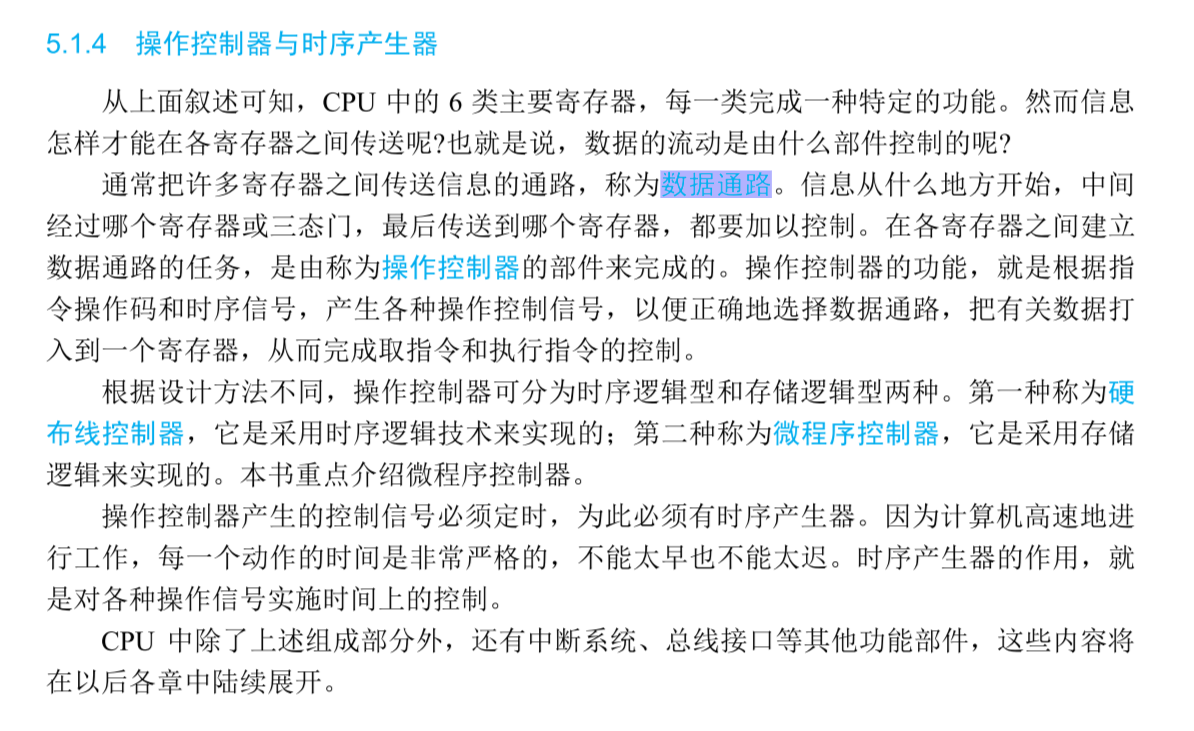 5.1.4 操作控制器与时序产生器
从上面叙述可知，CPU 中的 6 类主要寄存器，每一类完成一种特定的功能。然而信息
怎样才能在各寄存器之间传送呢?也就是说，数据的流动是由什么部件控制的呢?
通常把许多寄存器之间传送信息的通路，称为数据通路。信息从什么地方开始，中间
经过哪个寄存器或三态门，最后传送到哪个寄存器，都要加以控制。在各寄存器之间建立
数据通路的任务，是由称为操作控制器的部件来完成的。操作控制器的功能，就是根据指
令操作码和时序信号，产生各种操作控制信号，以便正确地选择数据通路，把有关数据打
入到一个寄存器，从而完成取指令和执行指令的控制。
根据设计方法不同，操作控制器可分为时序逻辑型和存储逻辑型两种。第一种称为硬
布线控制器，它是采用时序逻辑技术来实现的；第二种称为微程序控制器，它是采用存储
逻辑来实现的。本书重点介绍微程序控制器。
操作控制器产生的控制信号必须定时，为此必须有时序产生器。因为计算机高速地进
行工作，每一个动作的时间是非常严格的，不能太早也不能太迟。时序产生器的作用，就
是对各种操作信号实施时间上的控制。
CPU 中除了上述组成部分外，还有中断系统、总线接口等其他功能部件，这些内容将
在以后各章中陆续展开。